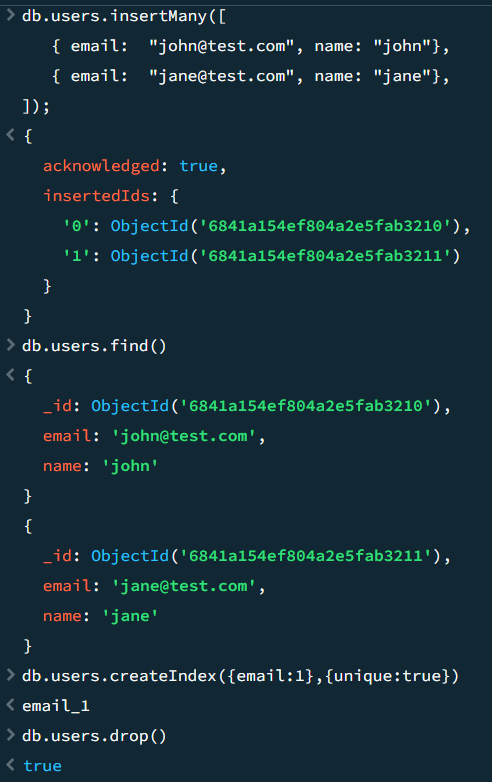 > db.users.insertMany([
{ email:  "john@test.com", name: "john"},
{ email:  "jane@test.com", name: "jane"},
]);
< {
acknowledged: true,
insertedIds: {
'0': ObjectId('6841a154ef804a2e5fab3210'),
'1': ObjectId('6841a154ef804a2e5fab3211')
}
}
> db.users.find()
< {
_id: ObjectId('6841a154ef804a2e5fab3210'),
email: 'john@test.com',
name: 'john'
}
{
_id: ObjectId('6841a154ef804a2e5fab3211'),
email: 'jane@test.com',
name: 'jane'
}
> db.users.createIndex({email:1},{unique:true})
< email_1
> db.users.drop()
< true